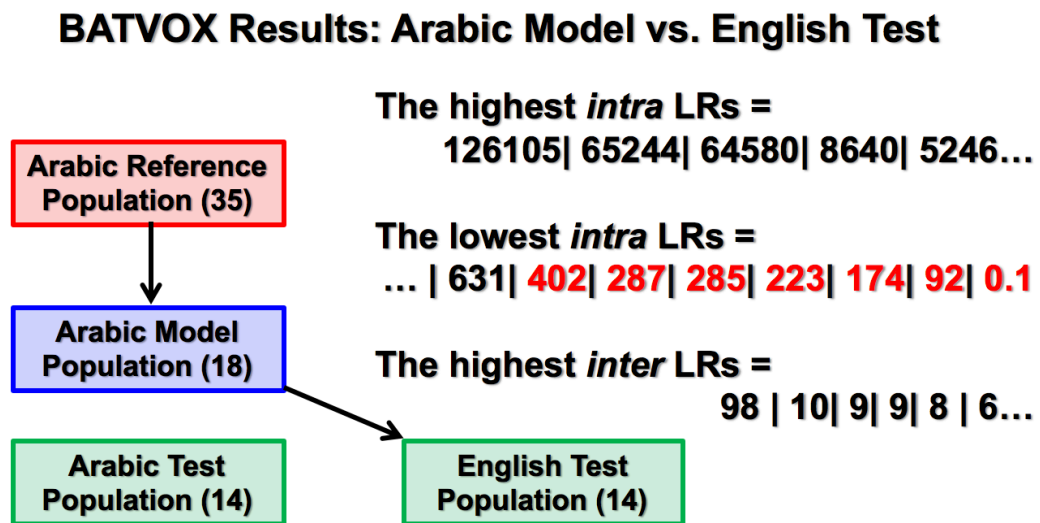 BATVOX Results: Arabic Model vs. English Test
The highest intra LRs =
126105| 65244| 64580| 8640| 5246…
Arabic Reference
Population (35)
The lowest intra LRs =
… | 631| 402| 287| 285| 223| 174| 92| 0.1
Arabic Model
Population (18)
The highest inter LRs =
98 | 10| 9| 9| 8 | 6…
Arabic Test
Population (14)
English Test
Population (14)